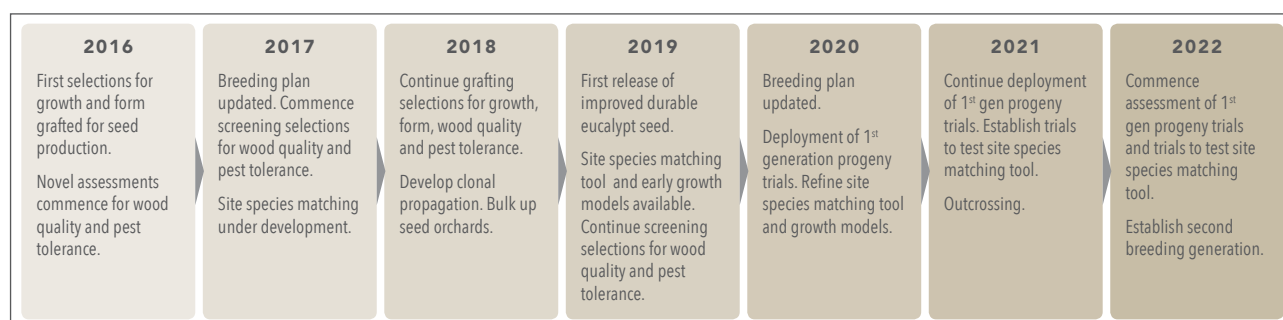 2016
First selections for
growth and form
grafted for seed
production.
Novel assessments
commence for wood
quality and pest
tolerance.
2017
Breeding plan
updated. Commence
screening selections
for wood quality and
pest tolerance.
Site species matching
under development.
2018
Continue grafting
selections for growth,
form, wood quality
and pest tolerance.
Develop clonal
propagation. Bulk up
seed orchards.
2019
First release of
improved durable
eucalypt seed.
Site species matching
tool and early growth
models available.
Continue screening
selections for wood
quality and pest
tolerance.
2020
Breeding plan
updated.
Deployment of 1st
generation progeny
trials. Refine site
species matching tool
and growth models.
2021
Continue deployment
of 1st gen progeny
trials. Establish trials
to test site species
matching tool.
Outcrossing.
2022
Commence
assessment of 1st
gen progeny trials
and trials to test site
species matching
tool.
Establish second
breeding generation.